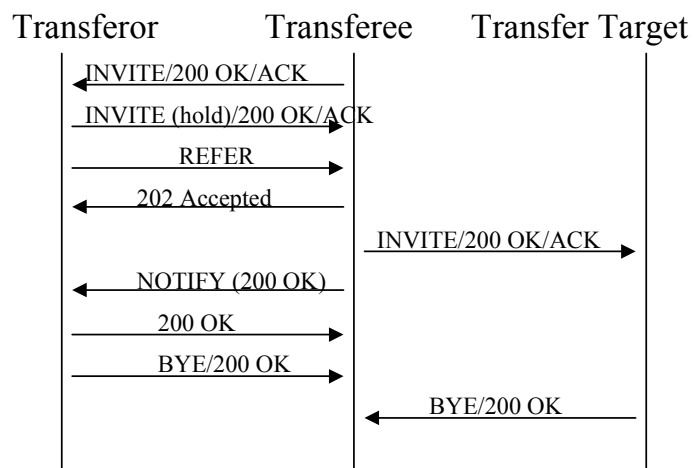 Transferor Transferee Transfer Target
INVITE/200 OK/ACK
INVITE (hold)/200 OK/ACK
REFER
202 Accepted
INVITE/200 OK/ACK
NOTIFY (200 OK)
200 OK
BYE/200 OK
BYE/200 OK